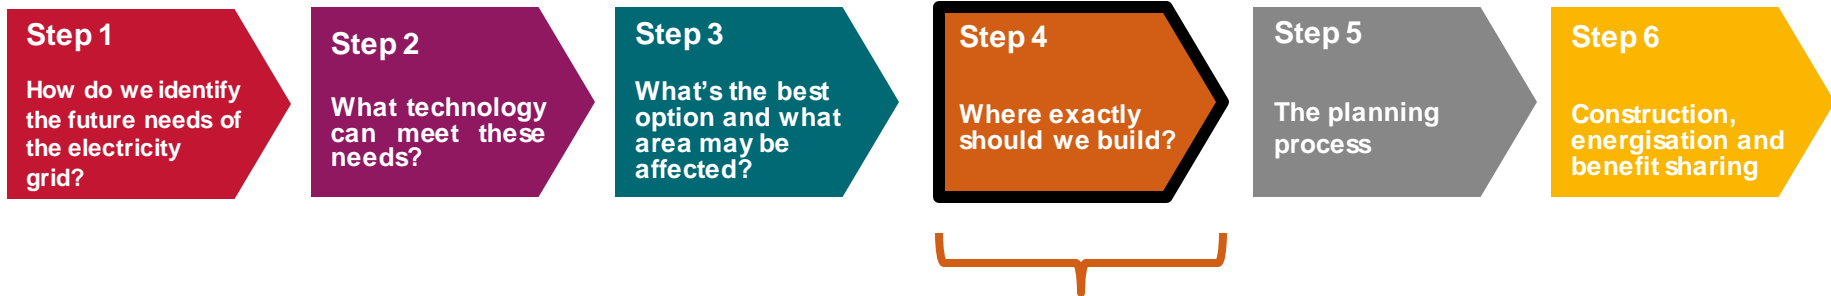 Step 1
How do we identify
the future needs of
the electricity
grid?
Step 2
What technology
can meet these
needs?
Step 3
What's the best
option and what
area may be
affected?
Step 4
Where exactly
should we build?
Step 5
The planning
process
Step 6
Construction,
energisation and
benefit sharing